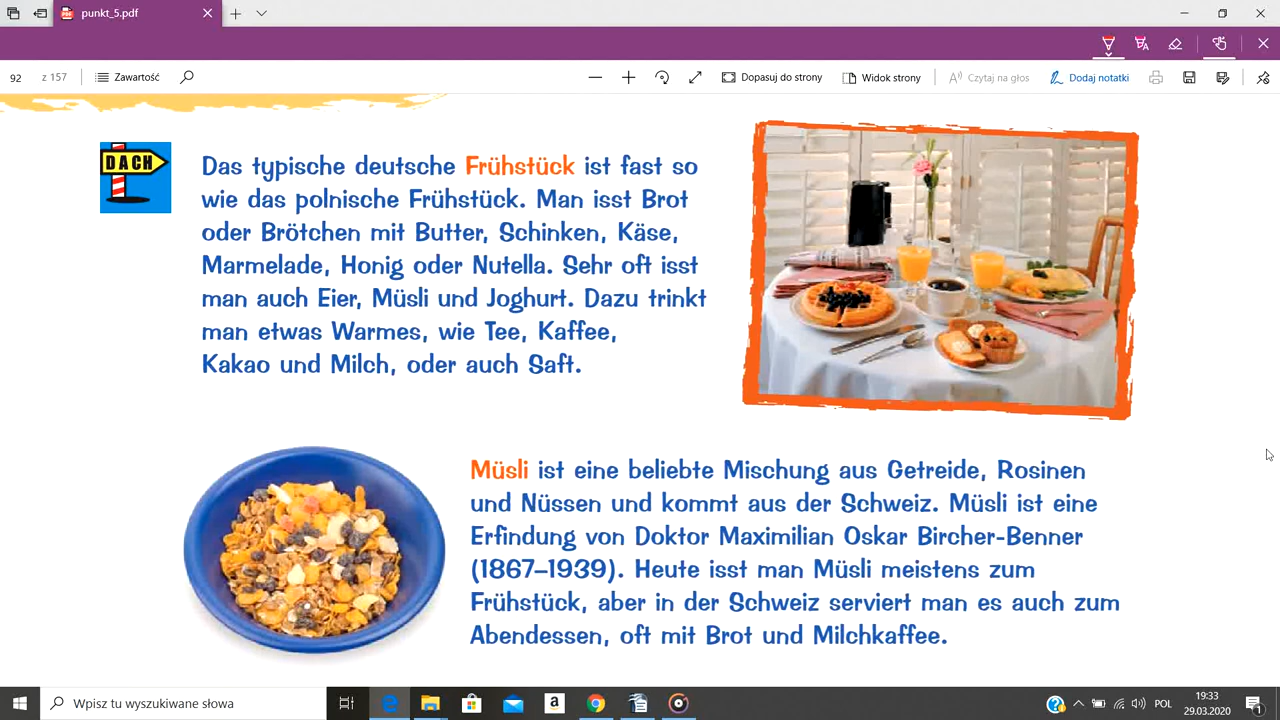 punkt_5.pdf
92 z 157 Zawartość Dopasuj do strony Widok strony Czytaj na głos Dodaj notatki
DACH
Das typische deutsche Frühstück ist fast so
wie das polnische Frühstück. Man isst Brot
oder Brötchen mit Butter, Schinken, Käse,
Marmelade, Honig oder Nutella. Sehr oft isst
man auch Eier, Müsli und Joghurt. Dazu trinkt
man etwas Warmes, wie Tee, Kaffee,
Kakao und Milch, oder auch Saft.
Müsli ist eine beliebte Mischung aus Getreide, Rosinen
und Nüssen und kommt aus der Schweiz. Müsli ist eine
Erfindung von Doktor Maximilian Oskar Bircher-Benner
(1867–1939). Heute isst man Müsli meistens zum
Frühstück, aber in der Schweiz serviert man es auch zum
Abendessen, oft mit Brot und Milchkaffee.
Wpisz tu wyszukiwane słowa
POL
19:33
29.03.2020